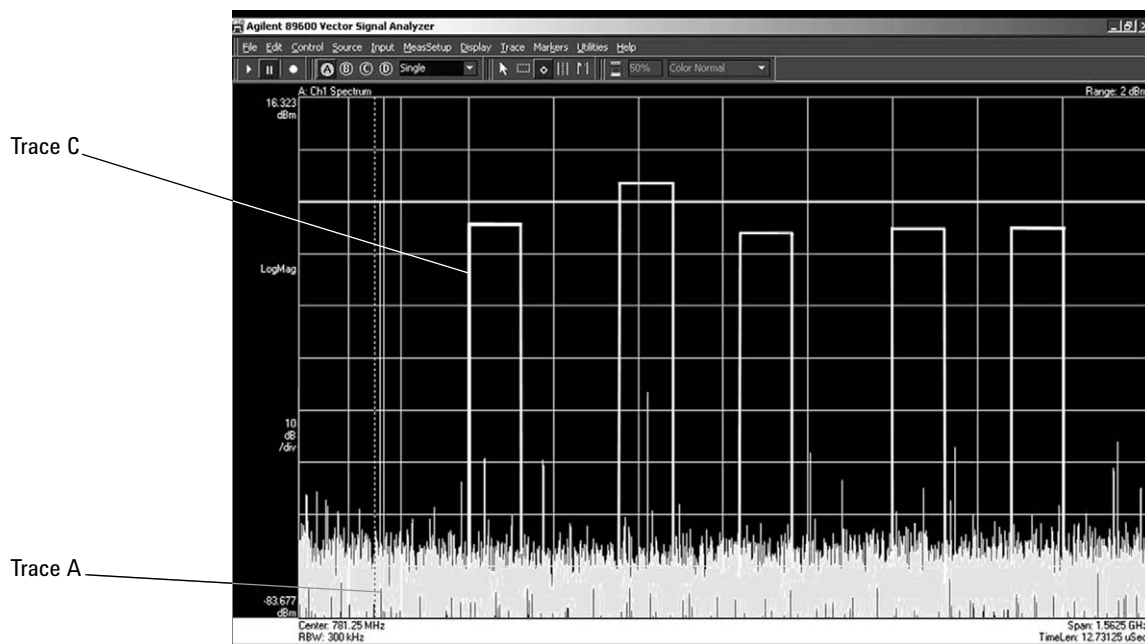 Agilent 89600 Vector Signal Analyzer
File Edit Control Source Input MeasSetup Display Trace Markers Utilities Help
A B C D Single 50% Color Normal
A: Ch1 Spectrum Range: 2 dBm
16.323
dBm
Trace C
LogMag
10
dB
/div
Trace A
-83.677
dBm
Center: 781.25 MHz Span: 1.5625 GHz
RBW: 300 kHz TimeLen: 12.73125 uSec